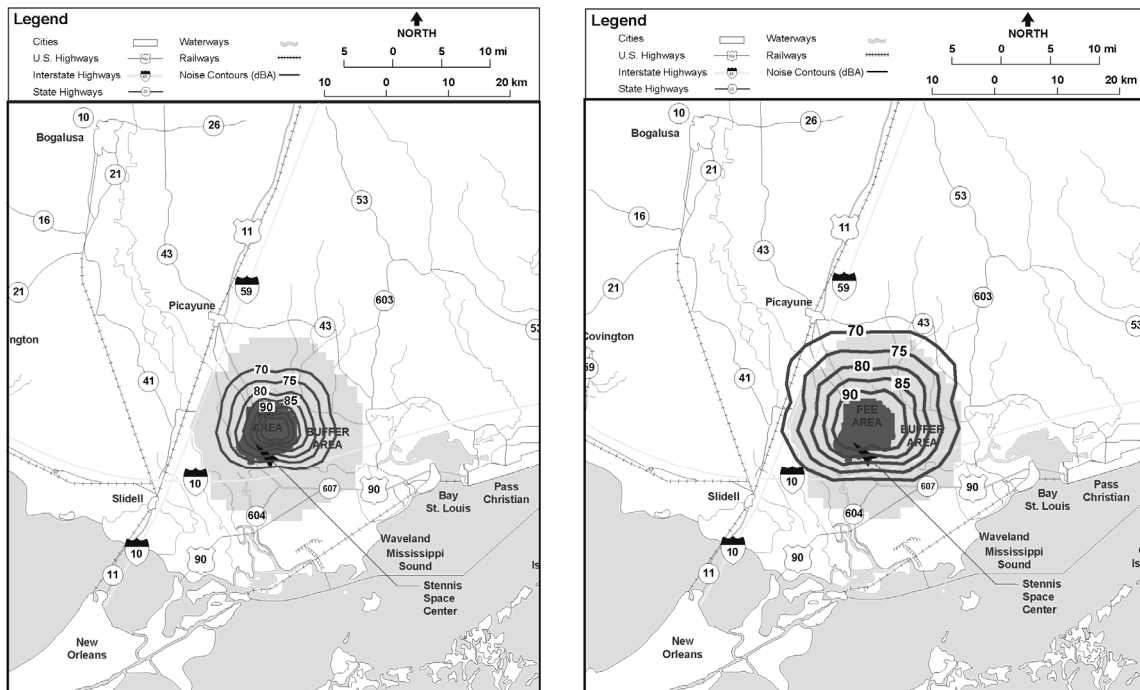 Legend
NORTH
Cities
Waterways
U.S. Highways
Railways
Interstate Highways
Noise Contours (dBA)
State Highways
5 0 5 10 mi
10 0 10 20 km
10
Bogalusa
26
21
16
53
11
43
21
59
Picayune
603
43
53
ngton
41
70
75
80
85
90
AREA
BUFFER
AREA
10
607
90
Slidell
Pass
Christian
Bay
St. Louis
604
Waveland
10
90
Mississippi
Sound
11
Stennis
Space
Center
New
Orleans
Legend
NORTH
Cities
Waterways
U.S. Highways
Railways
Interstate Highways
Noise Contours (dBA)
State Highways
5 0 5 10 mi
10 0 10 20 km
10
Bogalusa
26
21
16
53
11
43
21
59
Picayune
603
43
53
Covington
59
41
70
75
80
85
90
FEE
AREA
BUFFER
AREA
10
607
90
Slidell
Pass
Christian
Bay
St. Louis
604
Waveland
10
90
Mississippi
Sound
Is
11
Stennis
Space
Center
New
Orleans